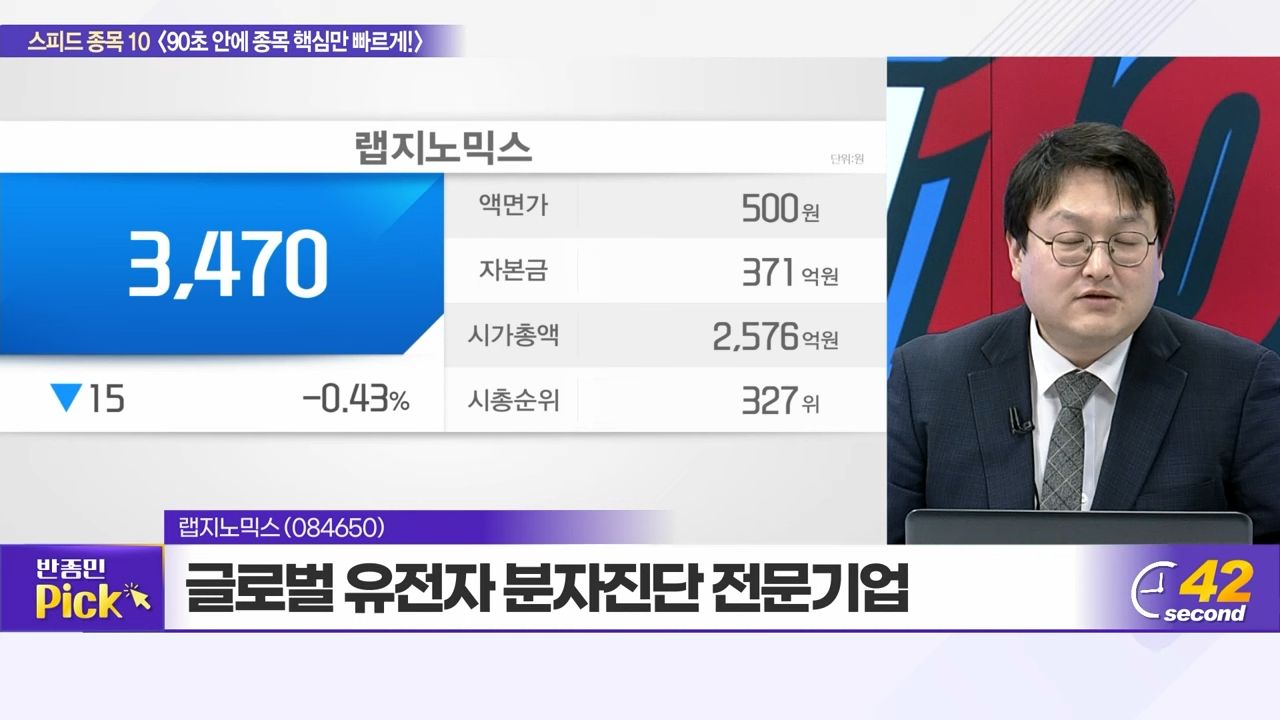 스피드 종목 10 〈90초 안에 종목 핵심만 빠르게!〉
랩지노믹스
단위:원
3,470
▼15 -0.43%
액면가 500원
자본금 371억원
시가총액 2,576억원
시총순위 327위
10
랩지노믹스 (084650)
반종민
Pick
글로벌 유전자 분자진단 전문기업
42
second